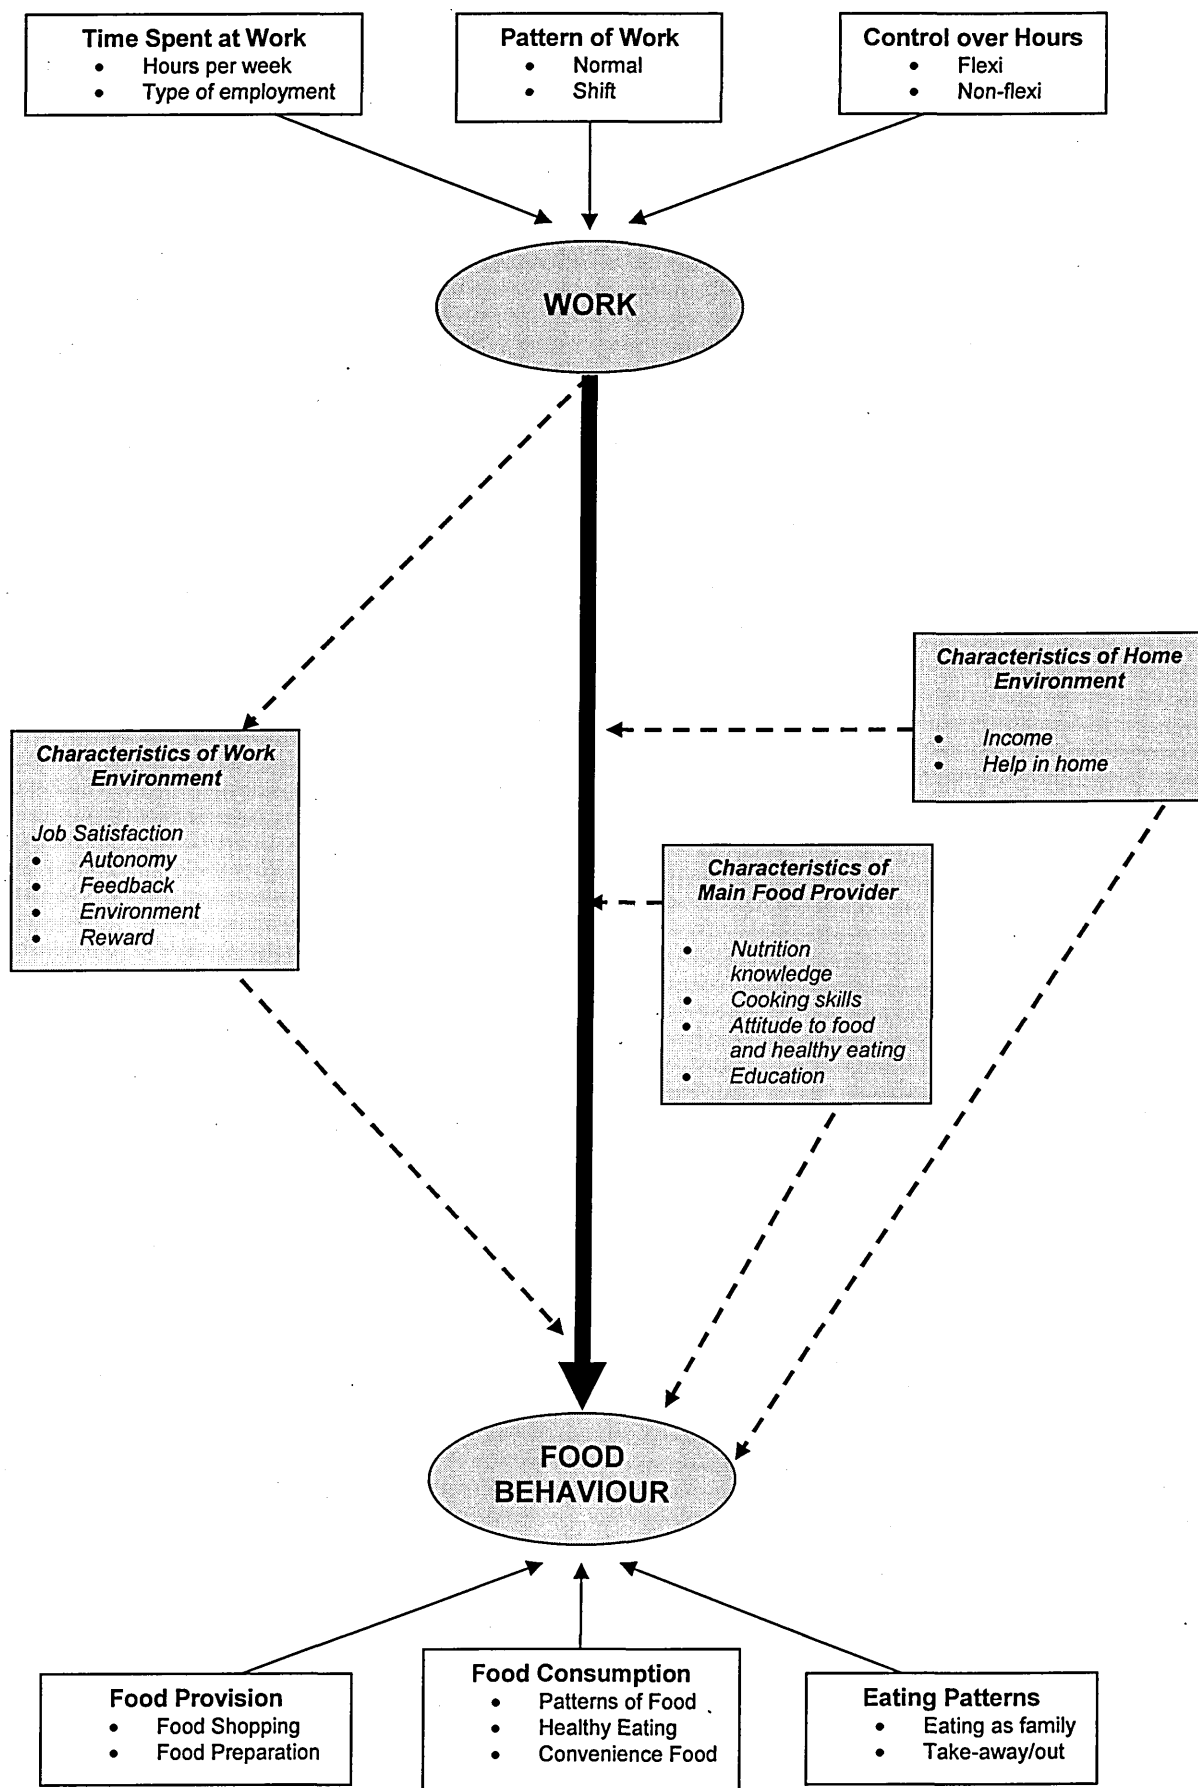 Time Spent at Work
• Hours per week
• Type of employment
Pattern of Work
• Normal
• Shift
Control over Hours
• Flexi
• Non-flexi
WORK
Characteristics of Home
Environment
• Income
• Help in home
Characteristics of Work
Environment
Job Satisfaction
• Autonomy
• Feedback
• Environment
• Reward
Characteristics of
Main Food Provider
• Nutrition
knowledge
• Cooking skills
• Attitude to food
and healthy eating
• Education
FOOD
BEHAVIOUR
Food Provision
• Food Shopping
• Food Preparation
Food Consumption
• Patterns of Food
• Healthy Eating
• Convenience Food
Eating Patterns
• Eating as family
• Take-away/out